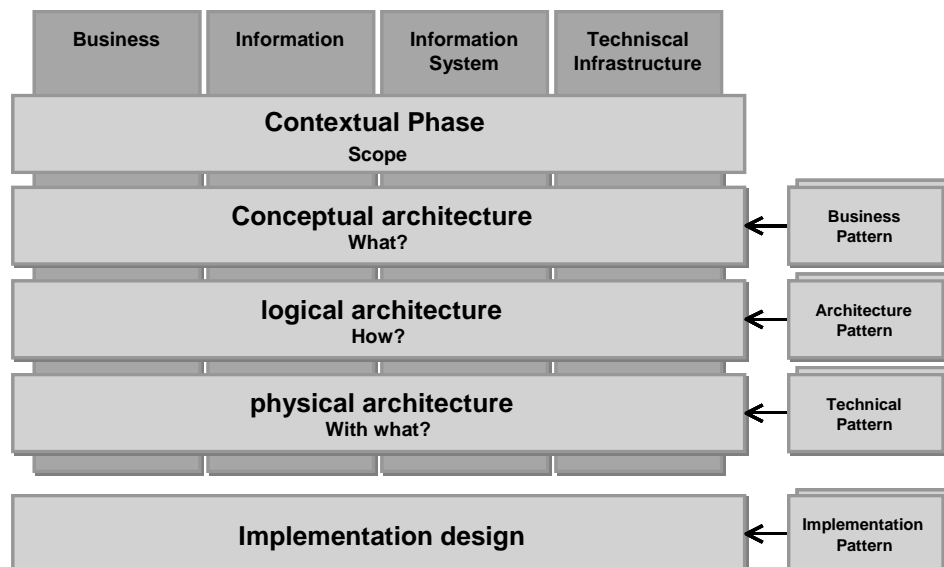 Business
Information
Information
System
Techniscal
Infrastructure
Contextual Phase
Scope
Conceptual architecture
What?
Business
Pattern
logical architecture
How?
Architecture
Pattern
physical architecture
With what?
Technical
Pattern
Implementation design
Implementation
Pattern